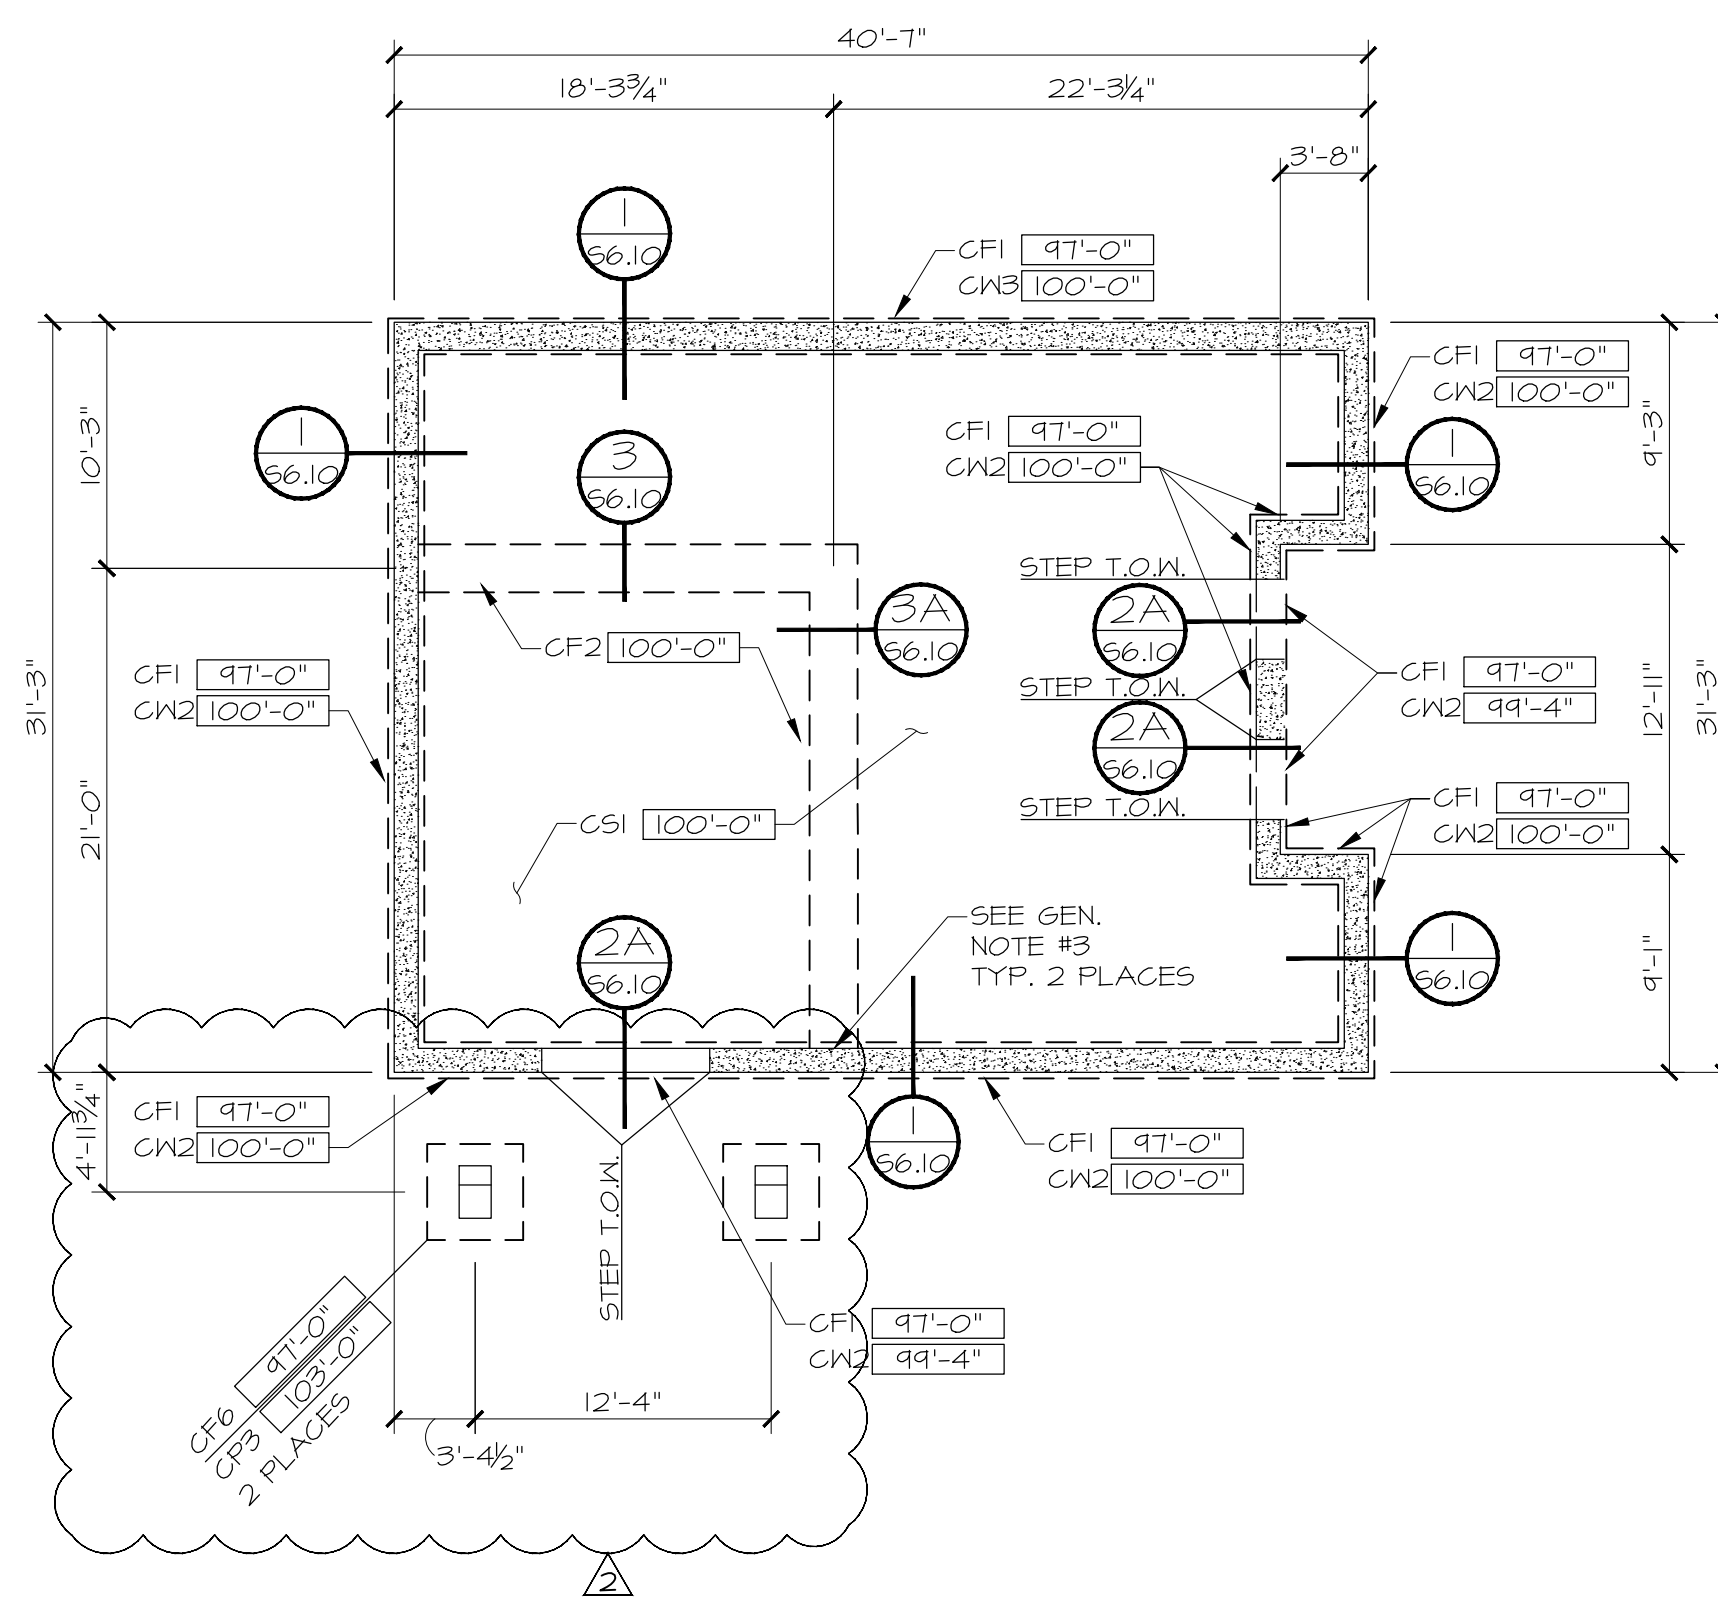 40'-7"
18'-3¾"
22'-3¼"
3'-8"
1
S6.10
CF1 97'-0"
CW3 100'-0"
CF1 97'-0"
CW2 100'-0"
10'-3"
1
S6.10
3
S6.10
CF1 97'-0"
CW2 100'-0"
1
S6.10
9'-3"
STEP T.O.W.
3A
S6.10
2A
S6.10
CF2 100'-0"
31'-3"
CF1 97'-0"
CW2 100'-0"
STEP T.O.W.
CF1 97'-0"
CW2 99'-4"
12'-11"
31'-3"
2A
S6.10
21'-0"
CS1 100'-0"
STEP T.O.W.
CF1 97'-0"
CW2 100'-0"
2A
S6.10
SEE GEN.
NOTE #3
TYP. 2 PLACES
1
S6.10
9'-1"
4'-11¾"
CF1 97'-0"
CW2 100'-0"
1
S6.10
CF1 97'-0"
CW2 100'-0"
STEP T.O.W.
CF1 97'-0"
CW2 99'-4"
CF6 97'-0"
CP3 103'-0"
2 PLACES
12'-4"
3'-4½"
2